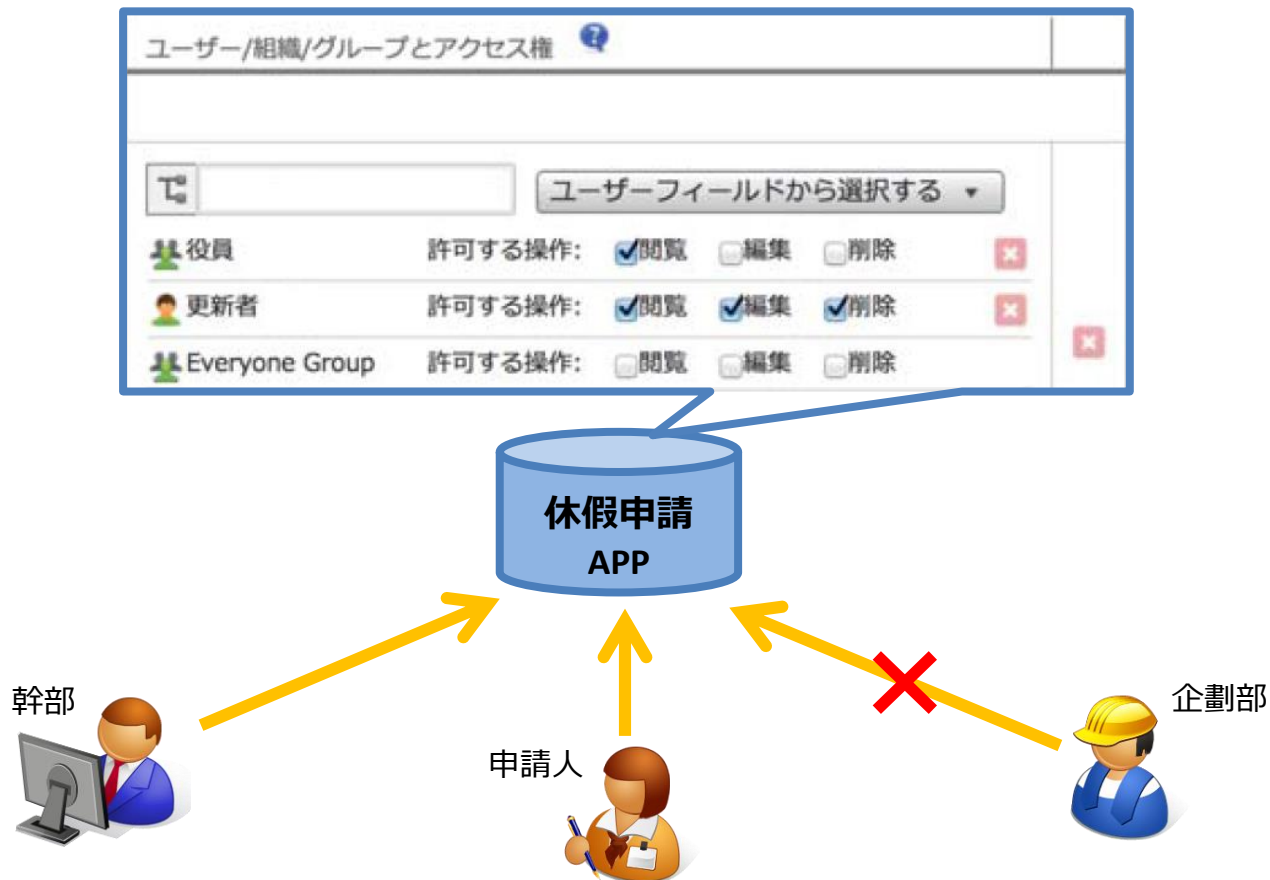 ユーザー/組織/グループとアクセス権
ユーザーフィールドから選択する
役員 許可する操作: 閲覧 編集 削除
更新者 許可する操作: 閲覧 編集 削除
Everyone Group 許可する操作: 閲覧 編集 削除
休假申請
APP
幹部
申請人
企劃部